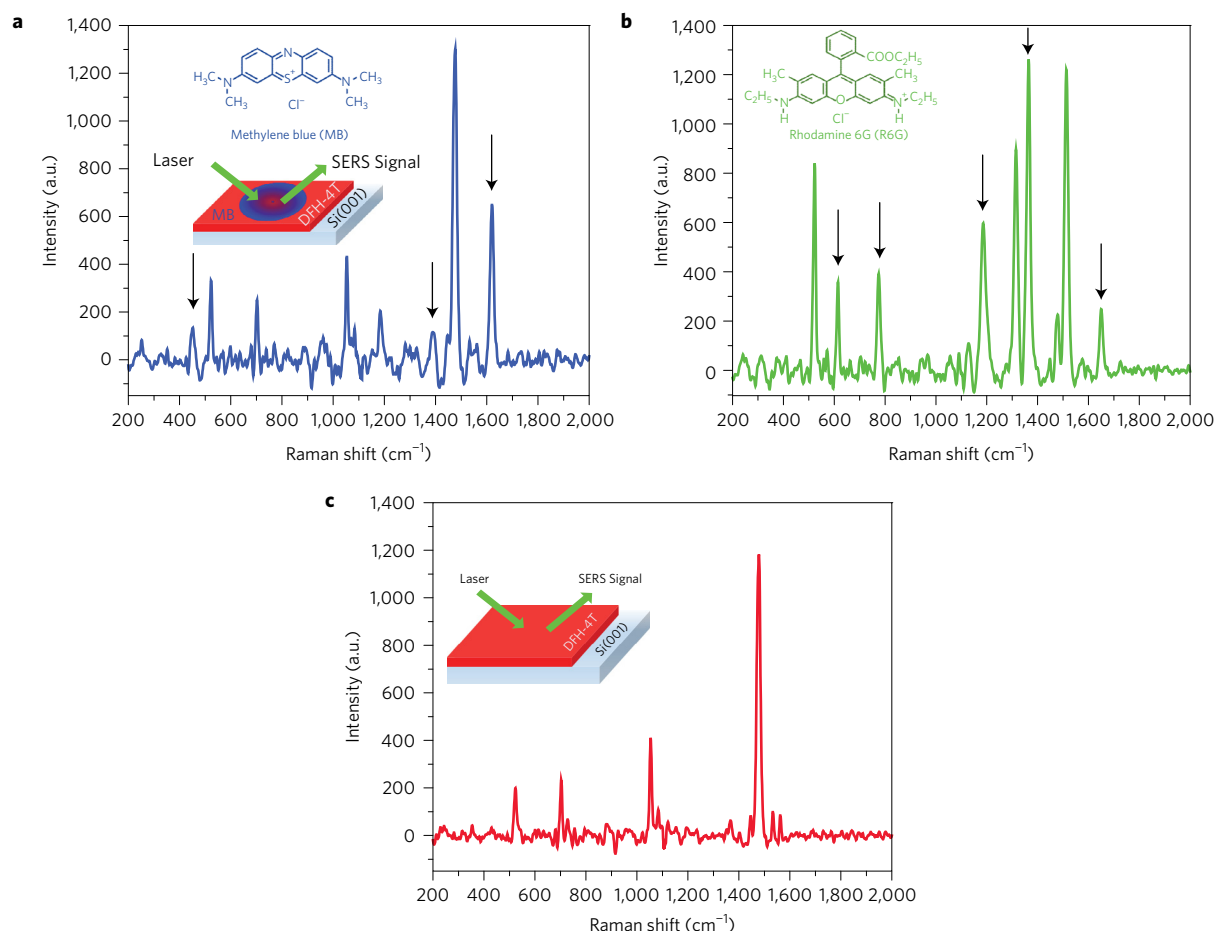 a
1,400
1,200
1,000
800
600
400
200
0
Intensity (a.u.)
200 400 600 800 1,000 1,200 1,400 1,600 1,800 2,000
Raman shift (cm⁻¹)
N
H₃C
N
S⁺
N
CH₃
CH₃
CH₃
Cl⁻
Methylene blue (MB)
Laser
SERS Signal
MB
DFH-4T
Si(001)
b
1,400
1,200
1,000
800
600
400
200
0
Intensity (a.u.)
200 400 600 800 1,000 1,200 1,400 1,600 1,800 2,000
Raman shift (cm⁻¹)
COOC₂H₅
H₃C
CH₃
C₂H₅
N
H
O
N⁺
H
C₂H₅
Cl⁻
Rhodamine 6G (R6G)
c
1,400
1,200
1,000
800
600
400
200
0
Intensity (a.u.)
200 400 600 800 1,000 1,200 1,400 1,600 1,800 2,000
Raman shift (cm⁻¹)
Laser
SERS Signal
DFH-4T
Si(001)